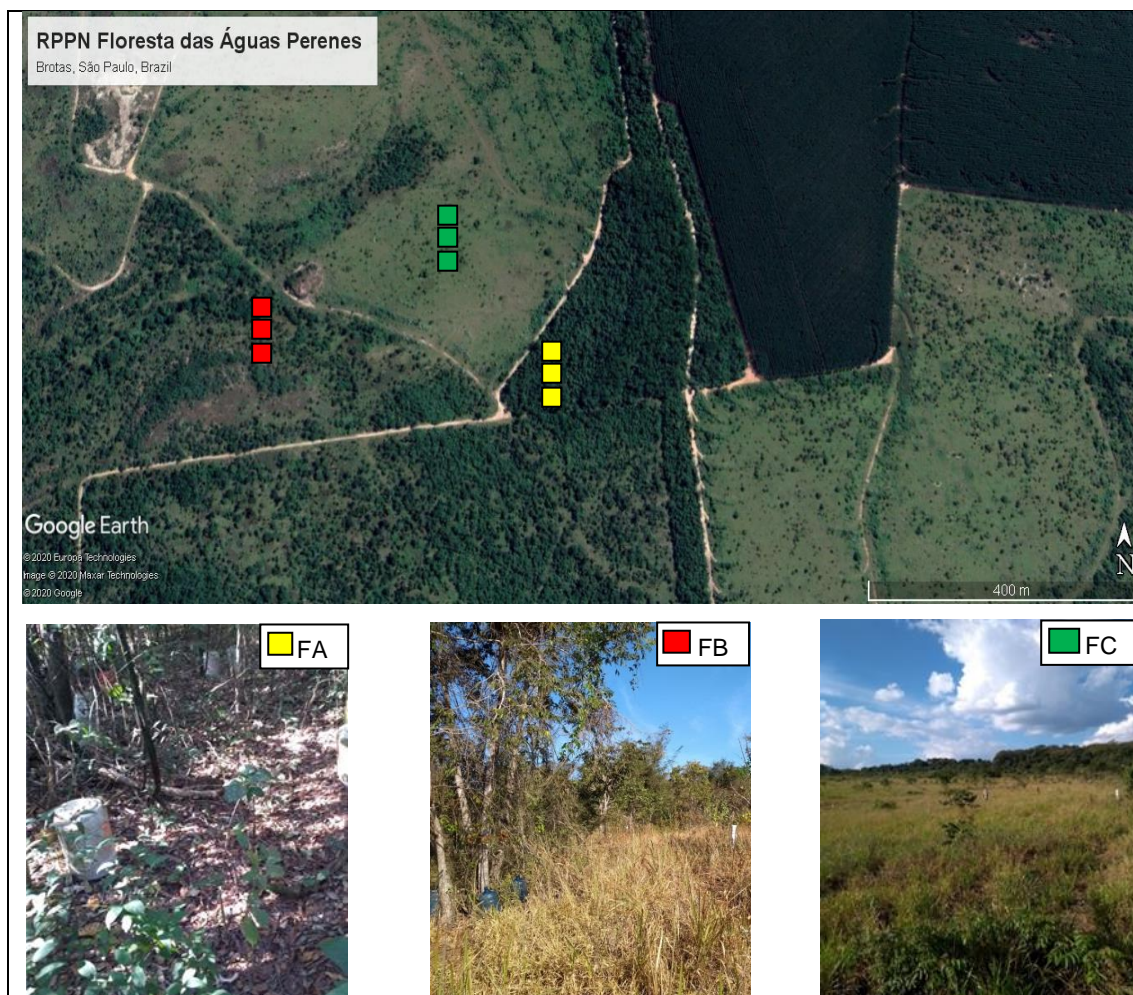 RPPN Floresta das Águas Perenes
Brotas, São Paulo, Brazil
Google Earth
© 2020 Europa Technologies
Image © 2020 Maxar Technologies
© 2020 Google
N
400 m
FA
FB
FC